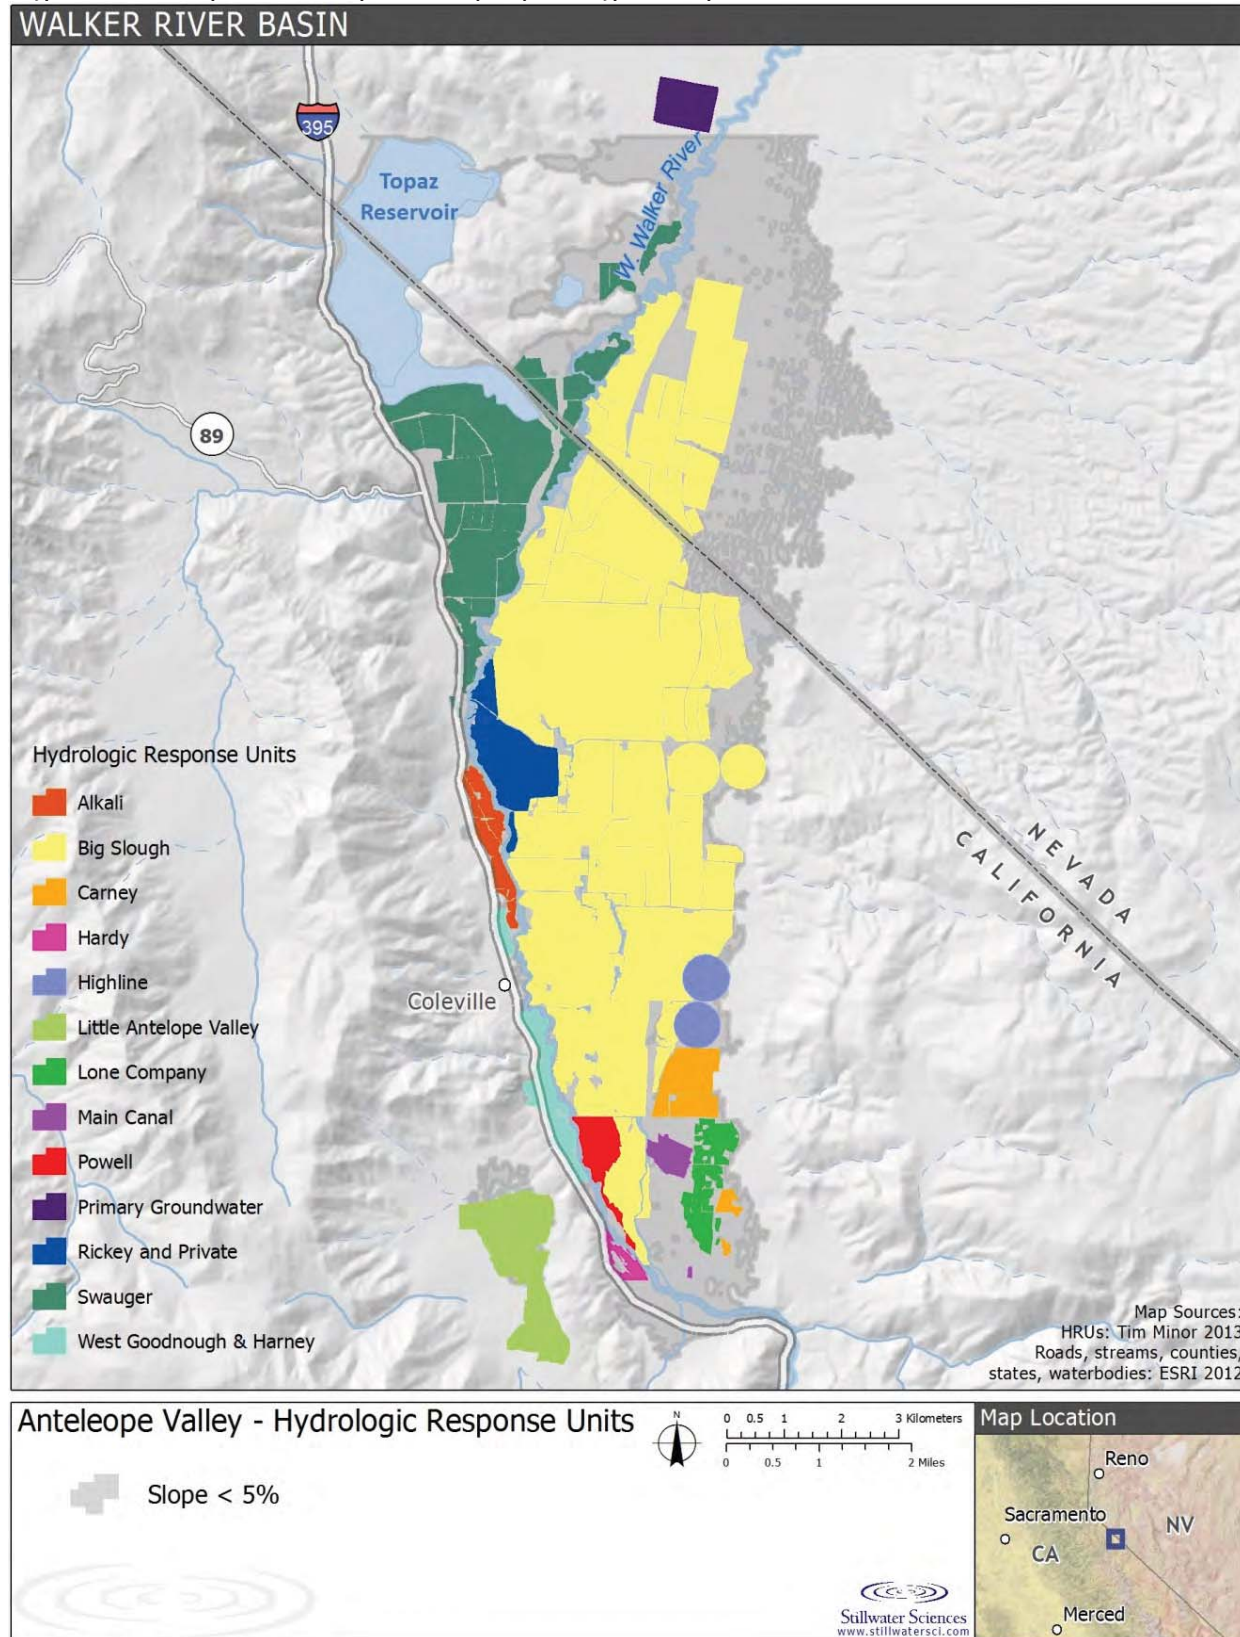 WALKER RIVER BASIN
395
Topaz
Reservoir
W. Walker River
89
NEVADA
CALIFORNIA
Coleville
Hydrologic Response Units
Alkali
Big Slough
Carney
Hardy
Highline
Little Antelope Valley
Lone Company
Main Canal
Powell
Primary Groundwater
Rickey and Private
Swauger
West Goodnough & Harney
Map Sources:
HRUs: Tim Minor 2013
Roads, streams, counties,
states, waterbodies: ESRI 2012
Anteleope Valley - Hydrologic Response Units
Slope < 5%
N
0 0.5 1 2 3 Kilometers
0 0.5 1 2 Miles
Stillwater Sciences
www.stillwatersci.com
Map Location
Reno
Sacramento
NV
CA
Merced